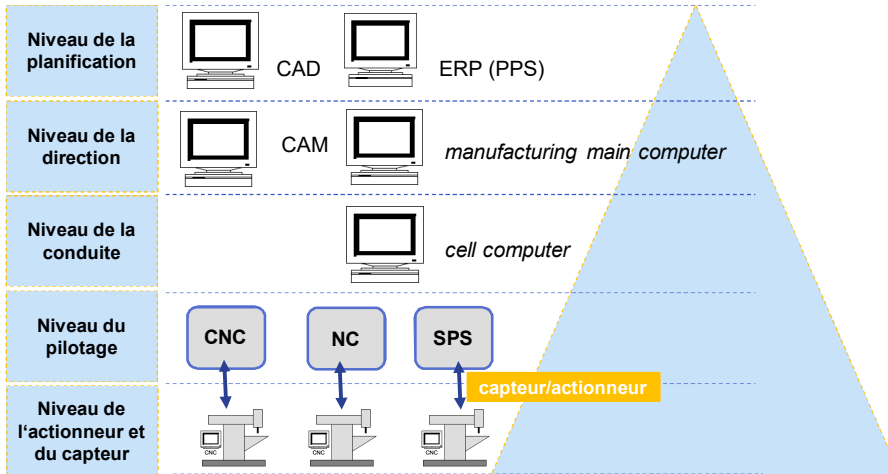 Niveau de la
planification
CAD
ERP (PPS)
Niveau de la
direction
CAM
manufacturing main computer
Niveau de la
conduite
cell computer
Niveau du
pilotage
CNC
NC
SPS
capteur/actionneur
Niveau de
l‘actionneur et
du capteur
CNC
CNC
CNC